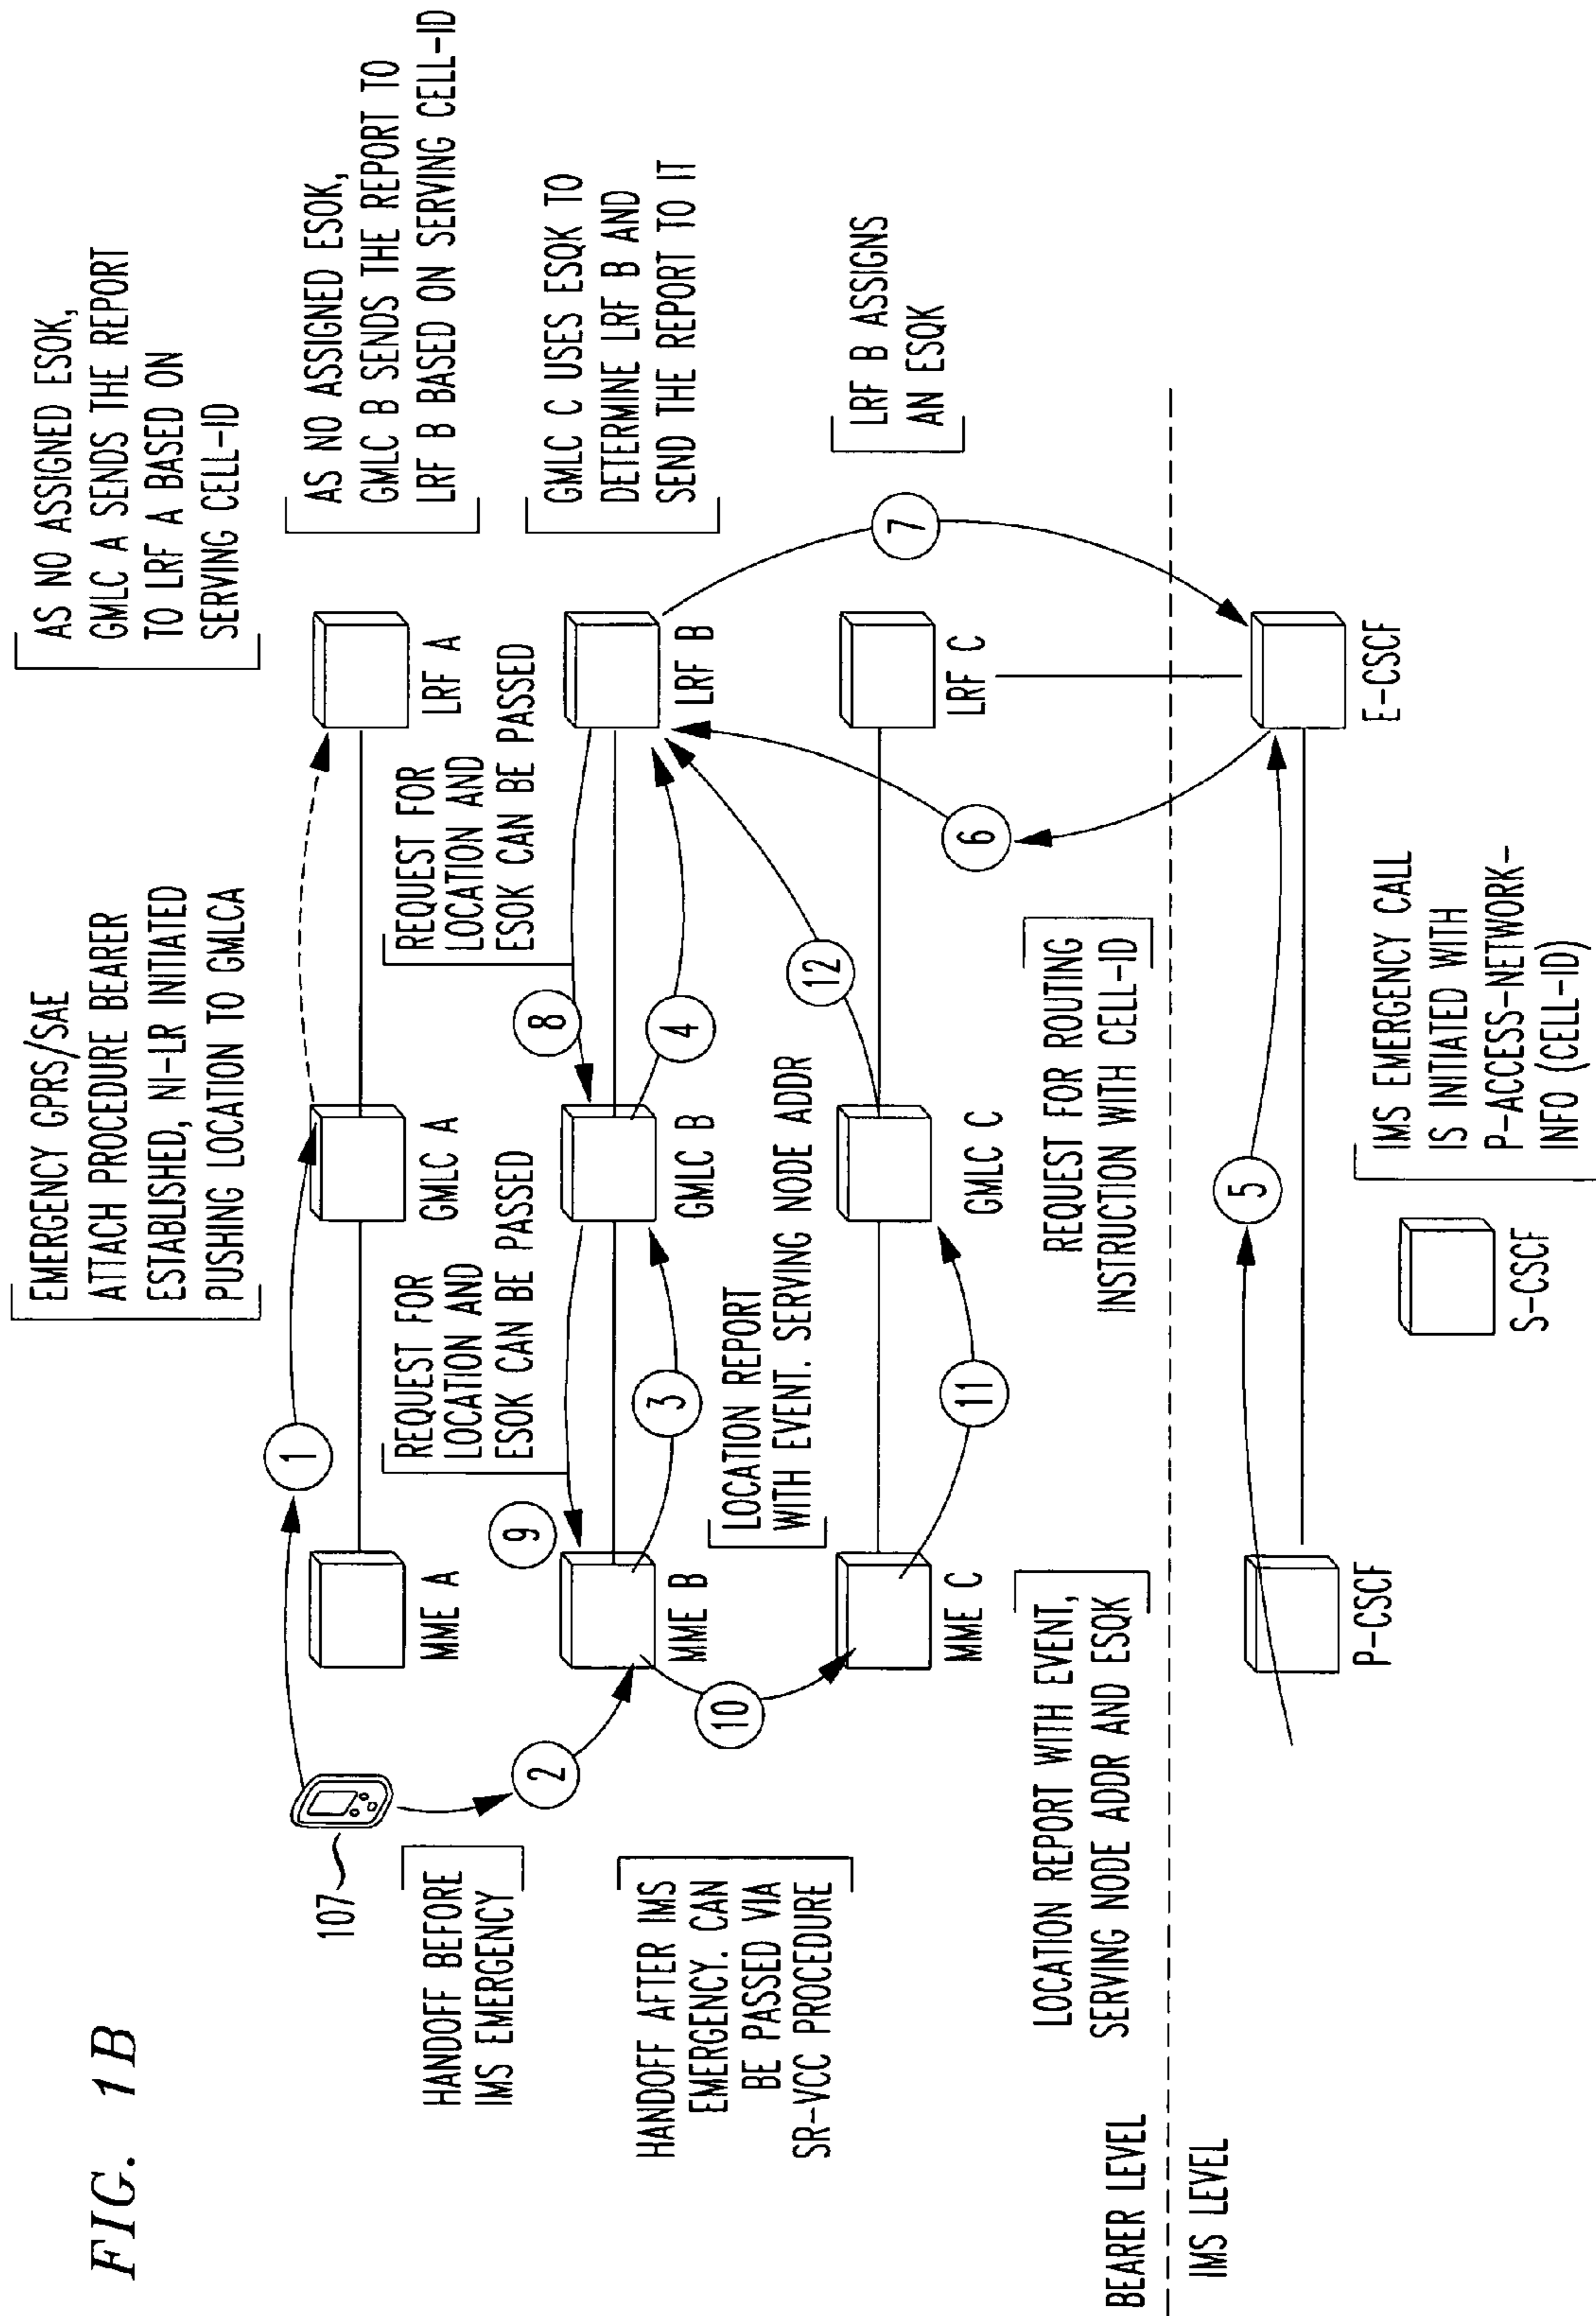 FIG. 1B
EMERGENCY GPRS/SAE
ATTACH PROCEDURE BEARER
ESTABLISHED, NI-LR INITIATED
PUSHING LOCATION TO GMLCA
AS NO ASSIGNED ESOK,
GMLC A SENDS THE REPORT
TO LRF A BASED ON
SERVING CELL-ID
107
1
MME A
GMLC A
LRF A
AS NO ASSIGNED ESOK,
GMLC B SENDS THE REPORT TO
LRF B BASED ON SERVING CELL-ID
HANDOFF BEFORE
IMS EMERGENCY
2
REQUEST FOR
LOCATION AND
ESOK CAN BE PASSED
REQUEST FOR
LOCATION AND
ESOK CAN BE PASSED
9
8
3
4
MME B
GMLC B
LRF B
GMLC C USES ESQK TO
DETERMINE LRF B AND
SEND THE REPORT TO IT
HANDOFF AFTER IMS
EMERGENCY. CAN
BE PASSED VIA
SR-VCC PROCEDURE
10
LOCATION REPORT
WITH EVENT. SERVING NODE ADDR
12
7
MME C
GMLC C
LRF C
LRF B ASSIGNS
AN ESQK
11
6
LOCATION REPORT WITH EVENT,
SERVING NODE ADDR AND ESQK
REQUEST FOR ROUTING
INSTRUCTION WITH CELL-ID
BEARER LEVEL
IMS LEVEL
5
P-CSCF
E-CSCF
S-CSCF
IMS EMERGENCY CALL
IS INITIATED WITH
P-ACCESS-NETWORK-
INFO (CELL-ID)